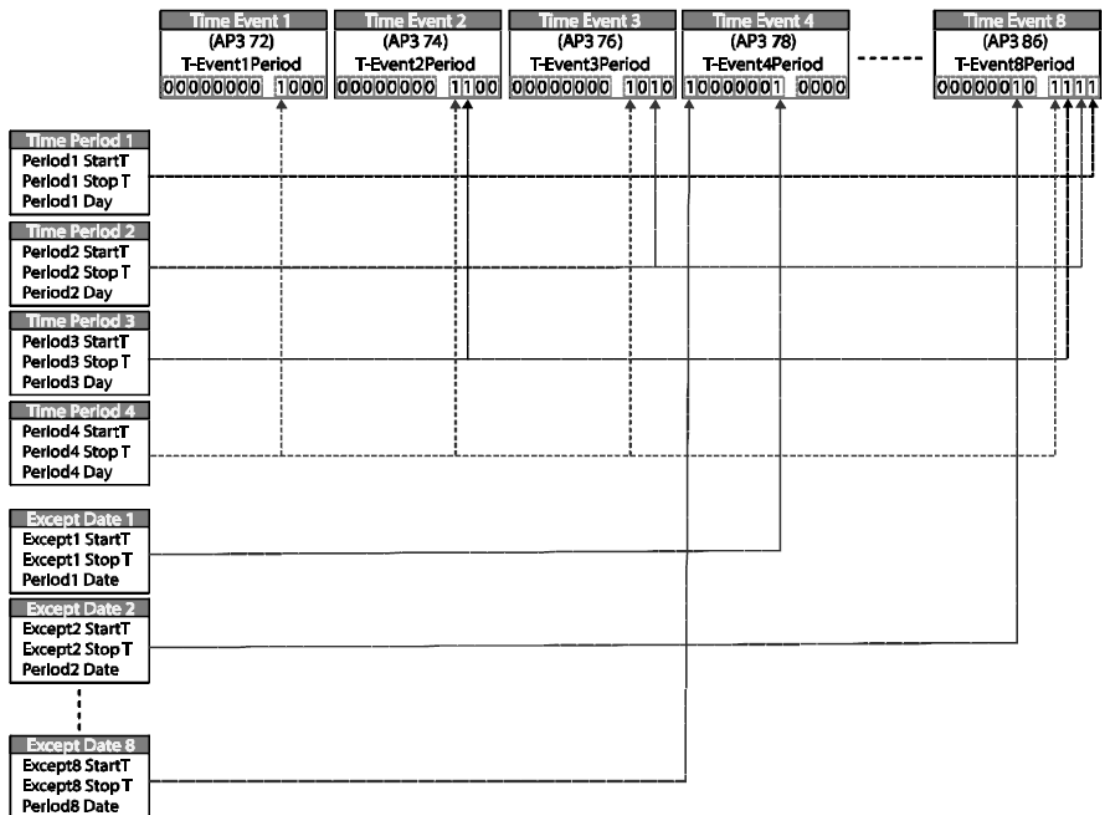 Time Event 1
(AP3 72)
T-Event1Period
00000000 1000
Time Event 2
(AP3 74)
T-Event2Period
00000000 1100
Time Event 3
(AP3 76)
T-Event3Period
00000000 1010
Time Event 4
(AP3 78)
T-Event4Period
10000001 0000
Time Event 8
(AP3 86)
T-Event8Period
00000010 1111
Time Period 1
Period1 StartT
Period1 Stop T
Period1 Day
Time Period 2
Period2 StartT
Period2 Stop T
Period2 Day
Time Period 3
Period3 StartT
Period3 Stop T
Period3 Day
Time Period 4
Period4 StartT
Period4 Stop T
Period4 Day
Except Date 1
Except1 StartT
Except1 Stop T
Period1 Date
Except Date 2
Except2 StartT
Except2 Stop T
Period2 Date
Except Date 8
Except8 StartT
Except8 Stop T
Period8 Date